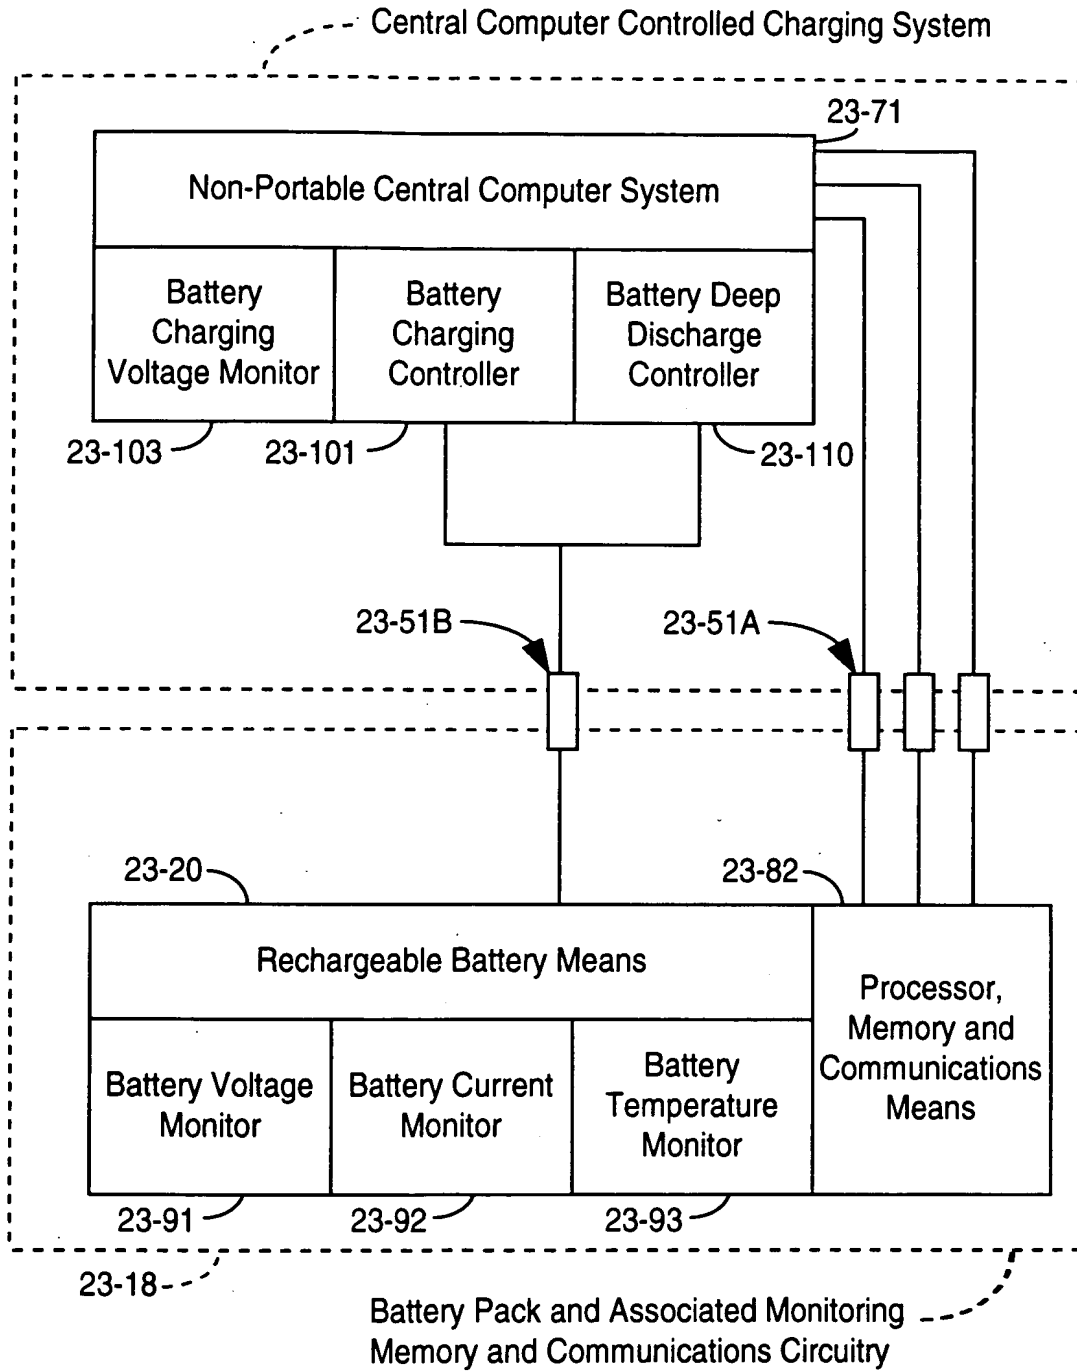 Central Computer Controlled Charging System
23-71
Non-Portable Central Computer System
Battery
Charging
Voltage Monitor
Battery
Charging
Controller
Battery Deep
Discharge
Controller
23-103
23-101
23-110
23-51B
23-51A
23-20
23-82
Rechargeable Battery Means
Processor,
Memory and
Communications
Means
Battery Voltage
Monitor
Battery Current
Monitor
Battery
Temperature
Monitor
23-91
23-92
23-93
23-18
Battery Pack and Associated Monitoring
Memory and Communications Circuitry